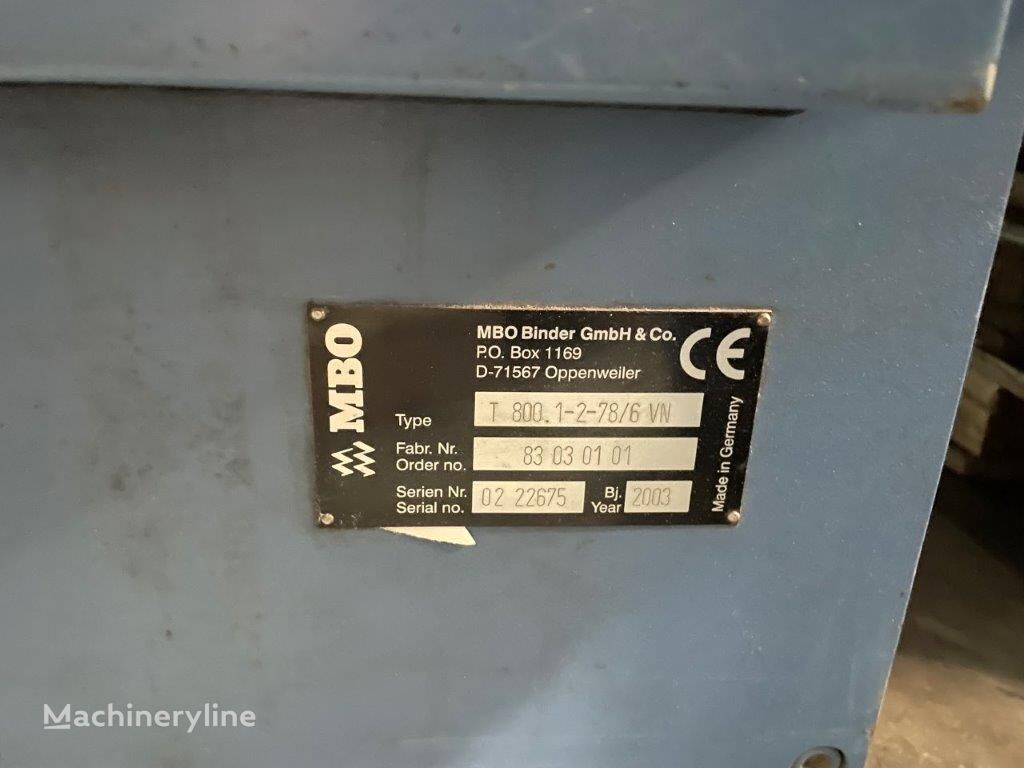 MBO
MBO Binder GmbH & Co.
P.O. Box 1169
D-71567 Oppenweiler
CE
Type T 800.1-2-78/6 VN
Fabr. Nr.
Order no. 83 03 01 01
Serien Nr. Bj.
Serial no. 02 22675 Year 2003
Made in Germany
Machineryline